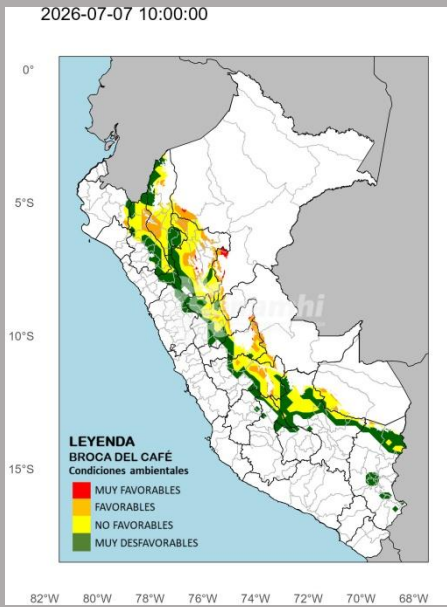 2026-07-07 10:00:00
0°
5°S
10°S
15°S
senamhi
LEYENDA
BROCA DEL CAFÉ
Condiciones ambientales
MUY FAVORABLES
FAVORABLES
NO FAVORABLES
MUY DESFAVORABLES
82°W 80°W 78°W 76°W 74°W 72°W 70°W 68°W